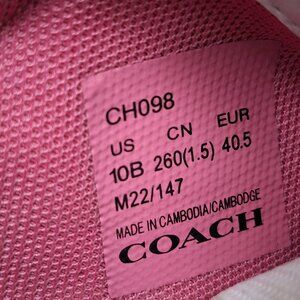 CH098
US CN EUR
10B 260(1.5) 40.5
M22/147
MADE IN CAMBODIA/CAMBODGE
COACH